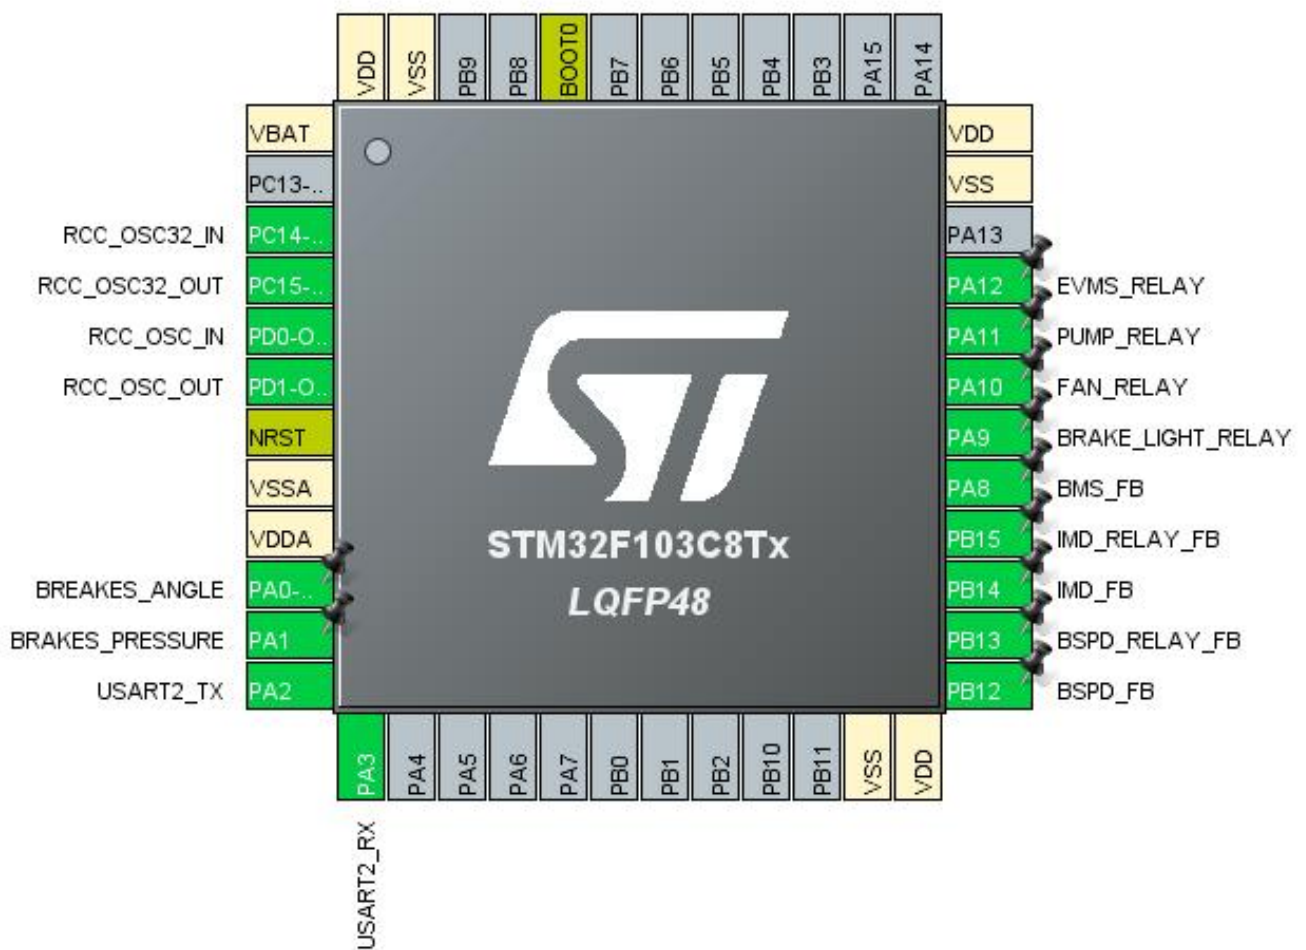 VDD
VSS
PB9
PB8
BOOT0
PB7
PB6
PB5
PB4
PB3
PA15
PA14
VBAT
PC13-..
RCC_OSC32_IN PC14-..
RCC_OSC32_OUT PC15-..
RCC_OSC_IN PD0-O..
RCC_OSC_OUT PD1-O..
NRST
VSSA
VDDA
BREAKES_ANGLE PA0-..
BRAKES_PRESSURE PA1
USART2_TX PA2
STM32F103C8Tx
LQFP48
VDD
VSS
PA13
PA12 EVMS_RELAY
PA11 PUMP_RELAY
PA10 FAN_RELAY
PA9 BRAKE_LIGHT_RELAY
PA8 BMS_FB
PB15 IMD_RELAY_FB
PB14 IMD_FB
PB13 BSPD_RELAY_FB
PB12 BSPD_FB
PA3
PA4
PA5
PA6
PA7
PB0
PB1
PB2
PB10
PB11
VSS
VDD
USART2_RX